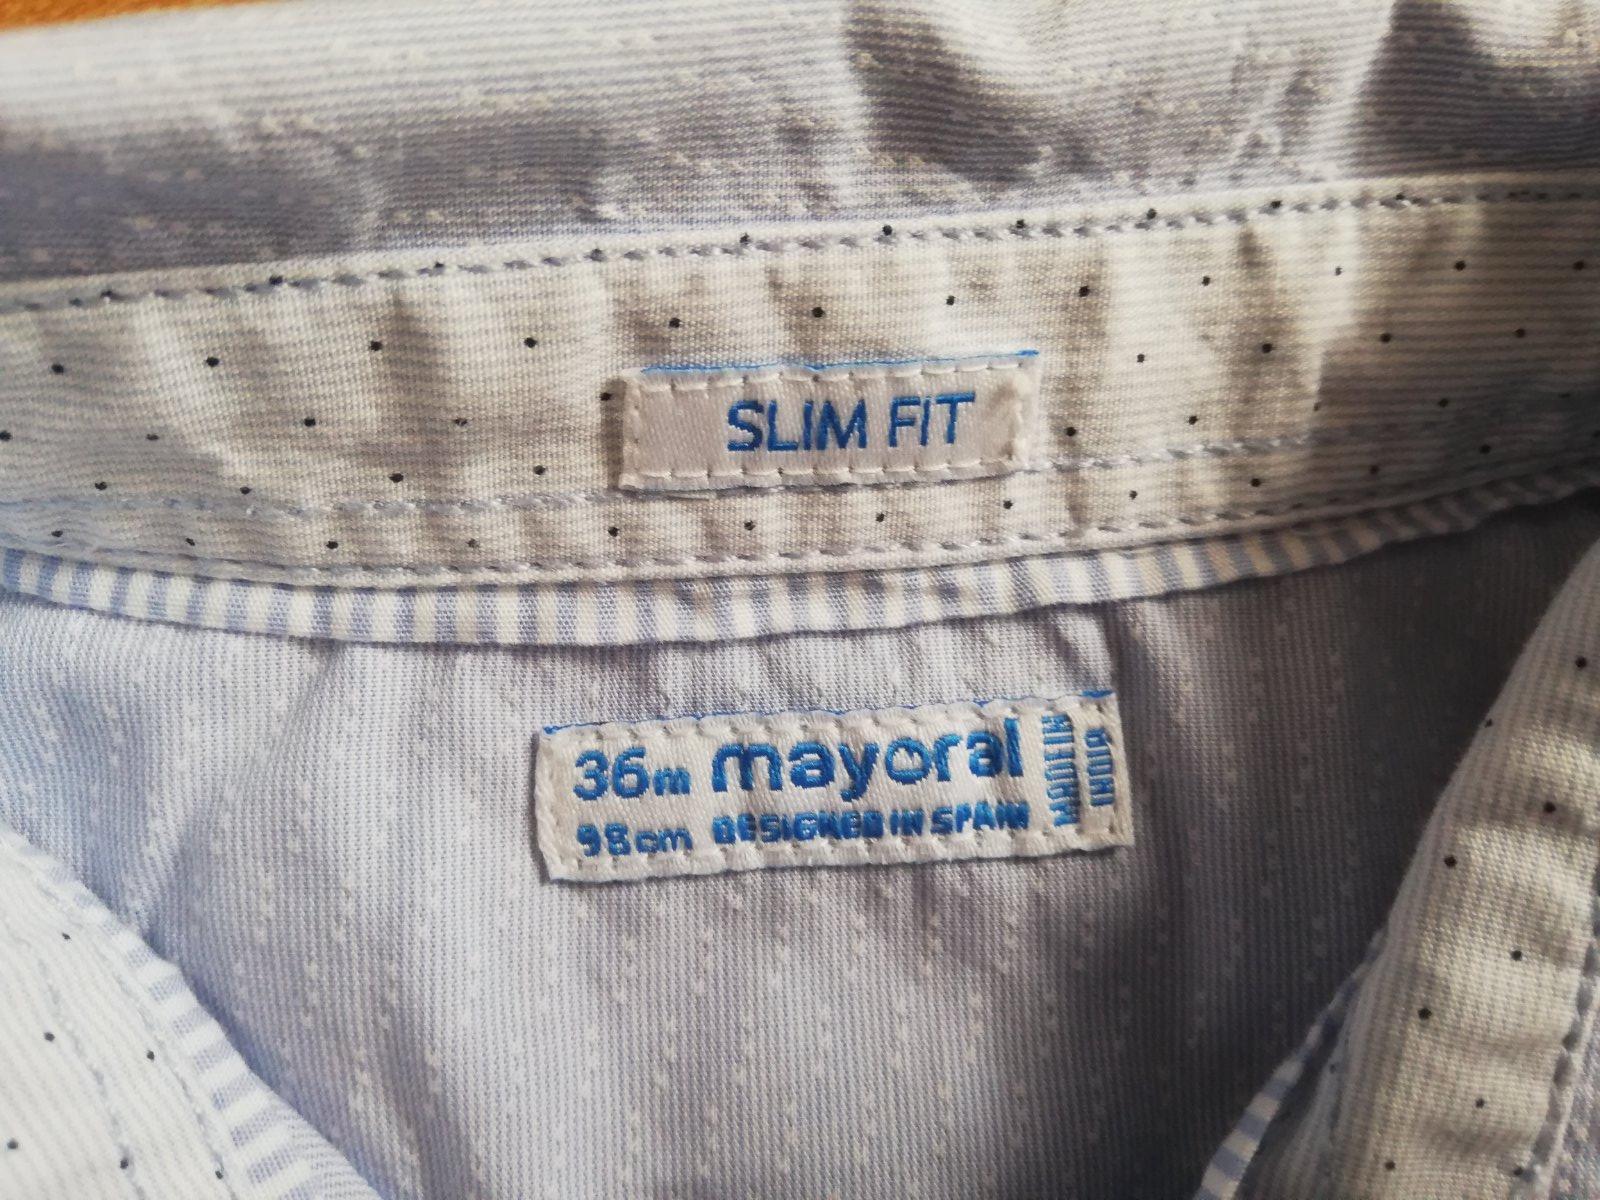 SLIM FIT
36m mayoral
98cm DESIGNED IN SPAIN
MADE IN
INDIA